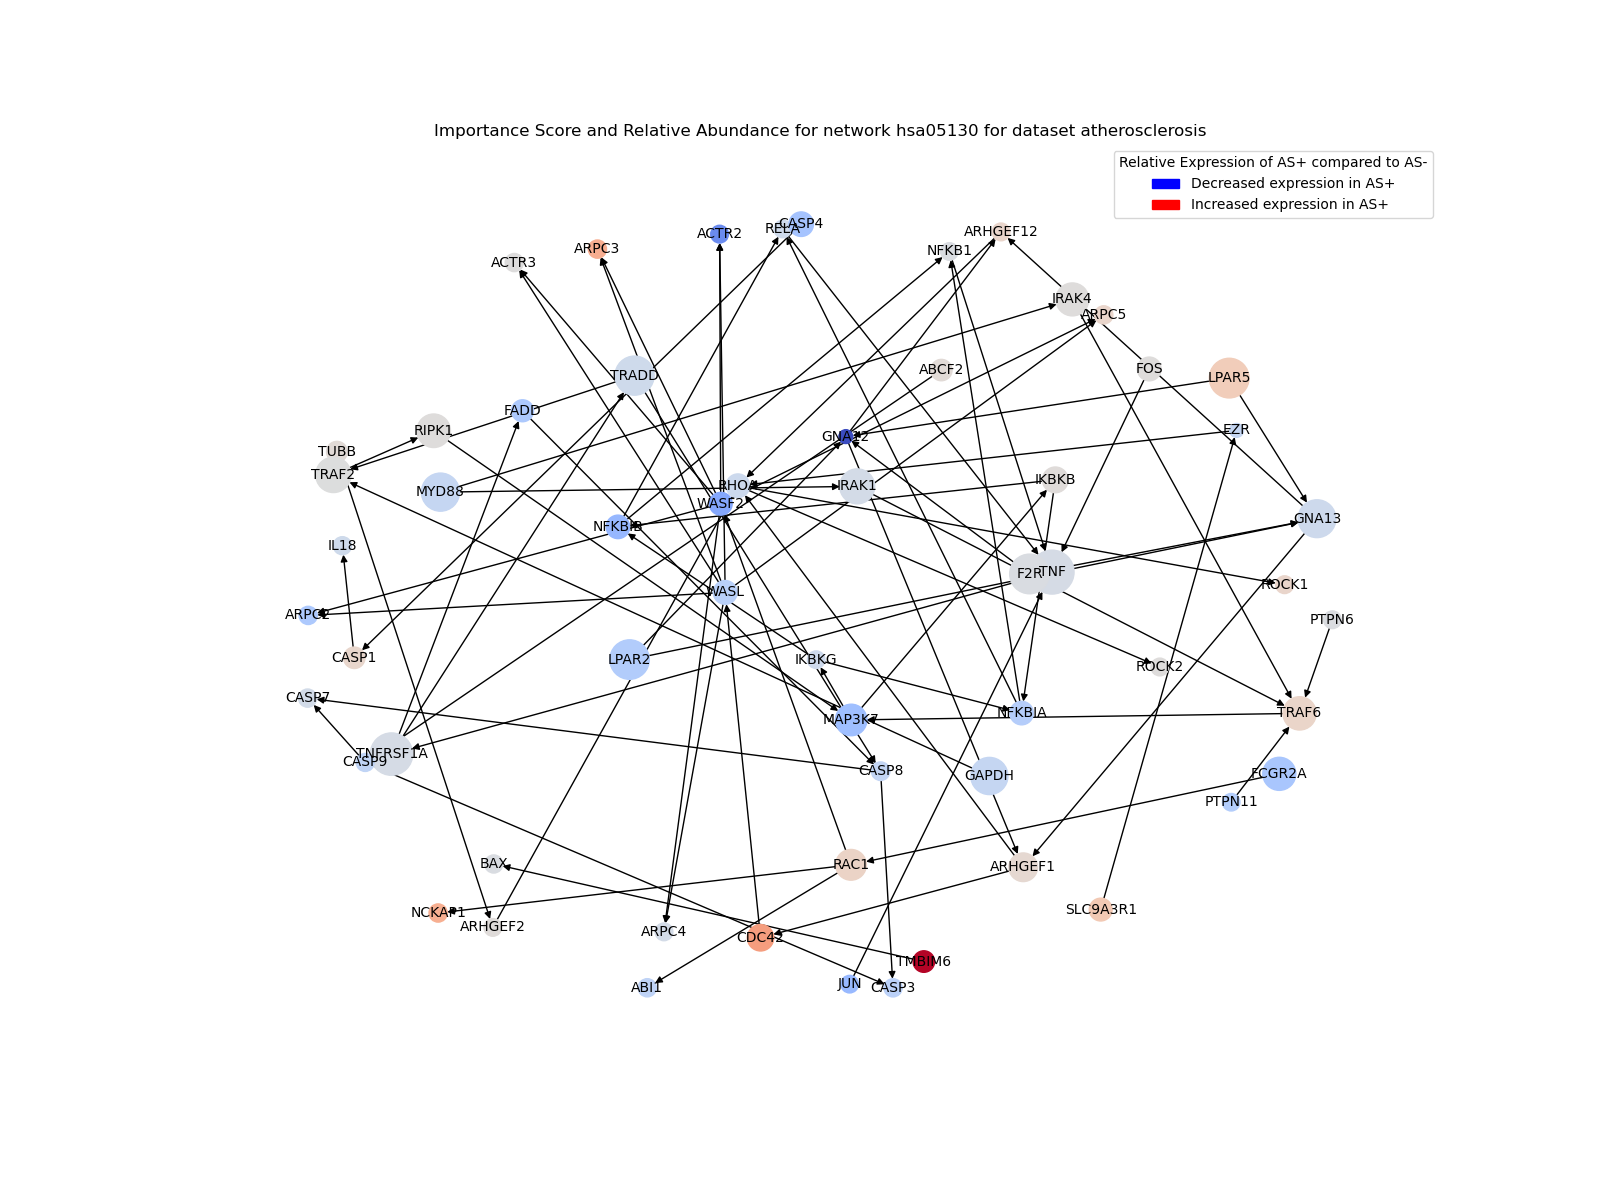 Importance Score and Relative Abundance for network hsa05130 for dataset atherosclerosis
Relative Expression of AS+ compared to AS-
Decreased expression in AS+
Increased expression in AS+
CASP4
RELA
ACTR2
ARHGEF12
ARPC3
NFKB1
ACTR3
IRAK4
ARPC5
FOS
ABCF2
TRADD
LPAR5
FADD
RIPK1
EZR
GNA12
TUBB
TRAF2
IKBKB
RHOA
IRAK1
MYD88
WASF2
GNA13
NFKBIB
IL18
TNF
F2R
ROCK1
WASL
ARPC2
PTPN6
CASP1
LPAR2
IKBKG
ROCK2
CASP7
NFKBIA
TRAF6
MAP3K7
TNFRSF1A
CASP9
CASP8
FCGR2A
GAPDH
PTPN11
BAX
RAC1
ARHGEF1
SLC9A3R1
NCKAP1
ARHGEF2
ARPC4
CDC42
TMBIM6
JUN
ABI1
CASP3